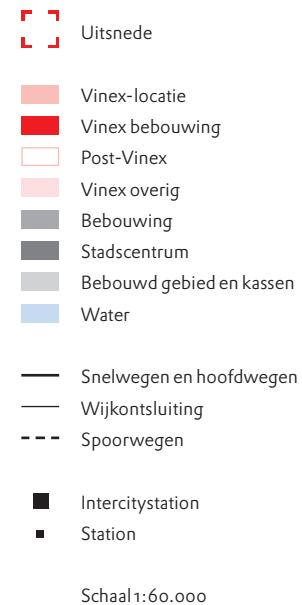 Uitsnede
Vinex-locatie
Vinex bebouwing
Post-Vinex
Vinex overig
Bebouwing
Stadscentrum
Bebouwd gebied en kassen
Water
Snelwegen en hoofdwegen
Wijkontsluiting
Spoorwegen
Intercitystation
Station
Schaal 1:60.000